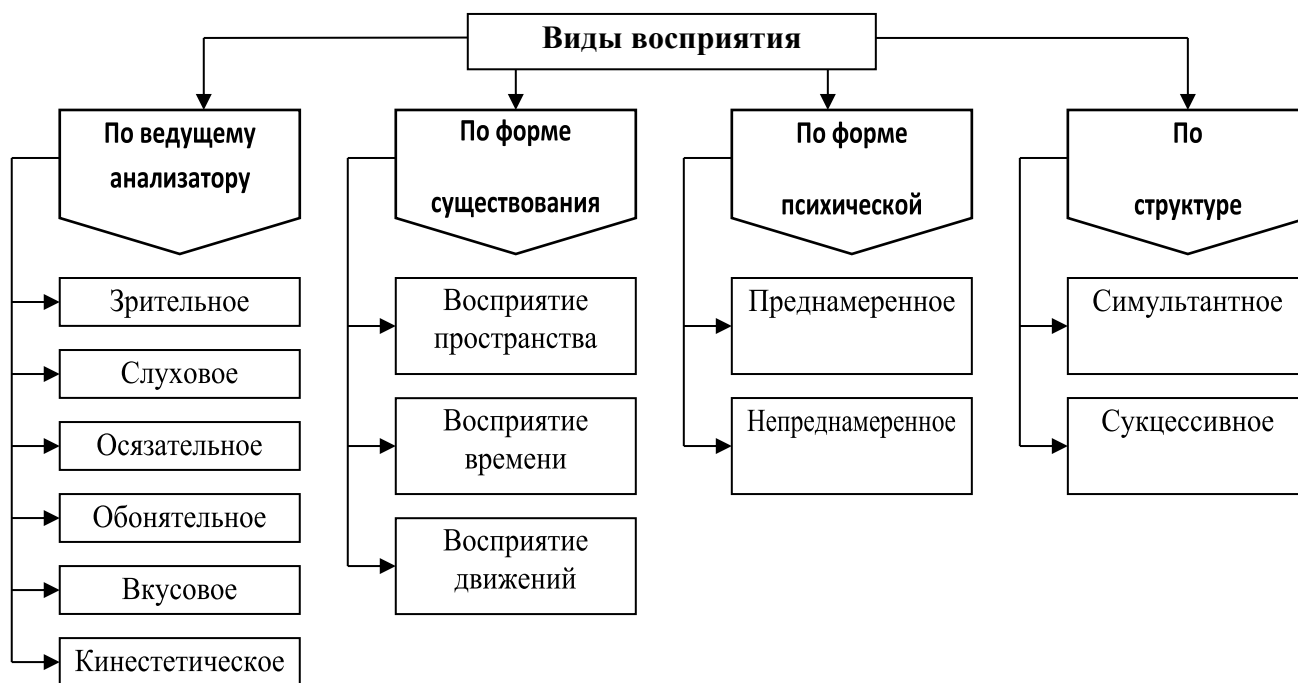 Виды восприятия
По ведущему
анализатору
Зрительное
Слуховое
Осязательное
Обонятельное
Вкусовое
Кинестетическое
По форме
существования
Восприятие
пространства
Восприятие
времени
Восприятие
движений
По форме
психической
Преднамеренное
Непреднамеренное
По
структуре
Симультантное
Сукцессивное